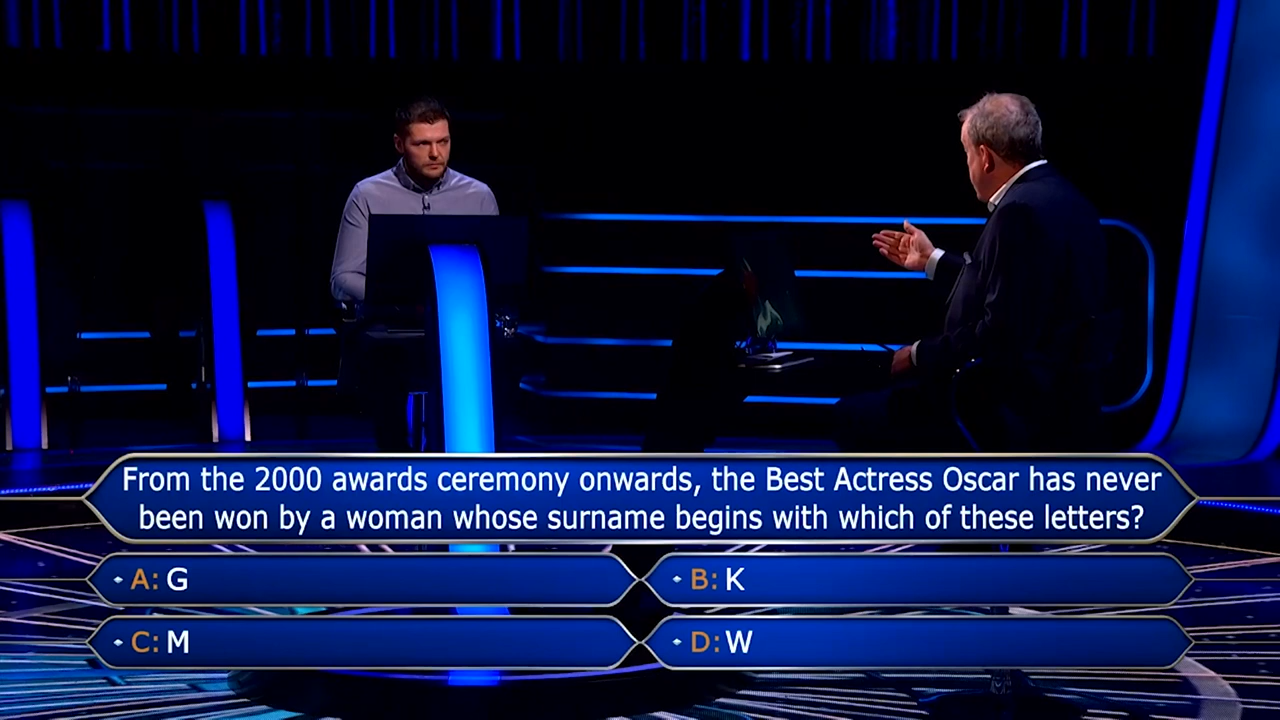 From the 2000 awards ceremony onwards, the Best Actress Oscar has never
been won by a woman whose surname begins with which of these letters?
A: G
B: K
C: M
D: W